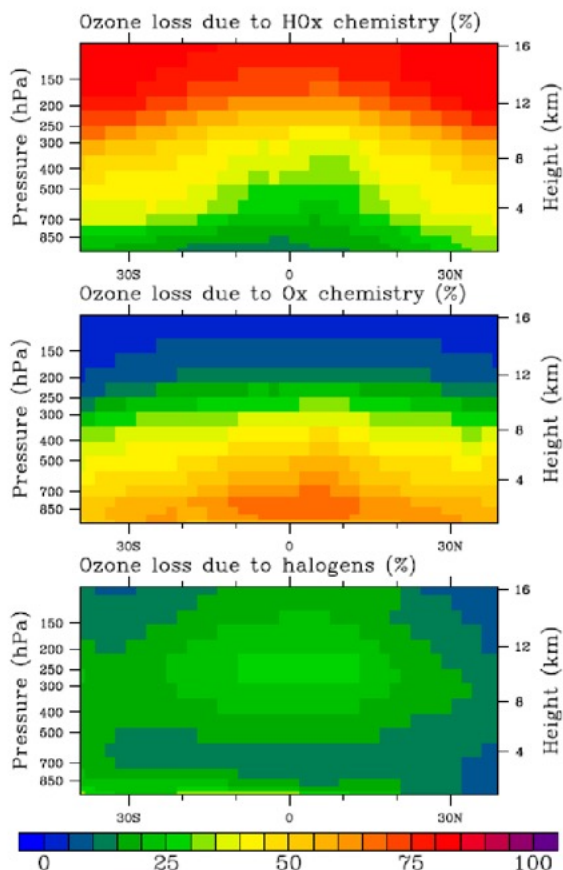 Ozone loss due to HOx chemistry (%)
Pressure (hPa)
150
200
250
300
400
500
700
850
16
12
8
4
Height (km)
30S 0 30N
Ozone loss due to Ox chemistry (%)
Pressure (hPa)
150
200
250
300
400
500
700
850
16
12
8
4
Height (km)
30S 0 30N
Ozone loss due to halogens (%)
Pressure (hPa)
150
200
250
300
400
500
700
850
16
12
8
4
Height (km)
30S 0 30N
0 25 50 75 100